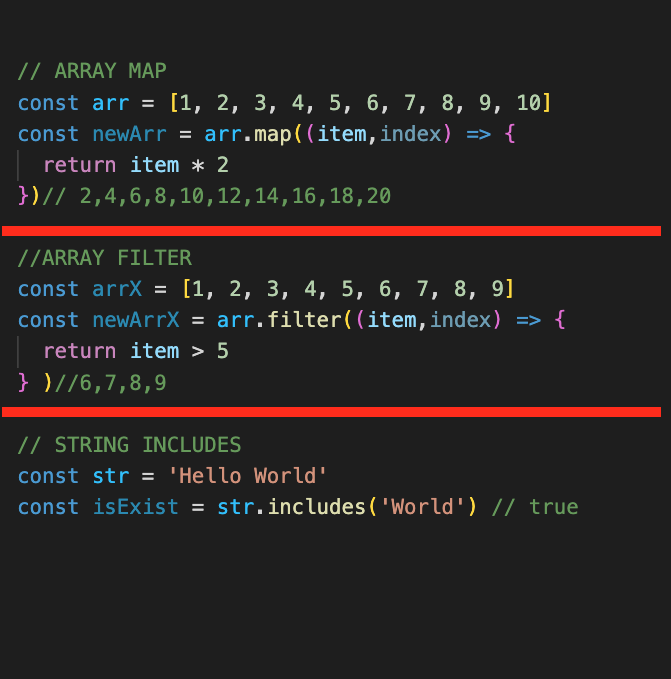 // ARRAY MAP
const arr = [1, 2, 3, 4, 5, 6, 7, 8, 9, 10]
const newArr = arr.map((item,index) => {
  return item * 2
})// 2,4,6,8,10,12,14,16,18,20
//ARRAY FILTER
const arrX = [1, 2, 3, 4, 5, 6, 7, 8, 9]
const newArrX = arr.filter((item,index) => {
  return item > 5
} )//6,7,8,9
// STRING INCLUDES
const str = 'Hello World'
const isExist = str.includes('World') // true